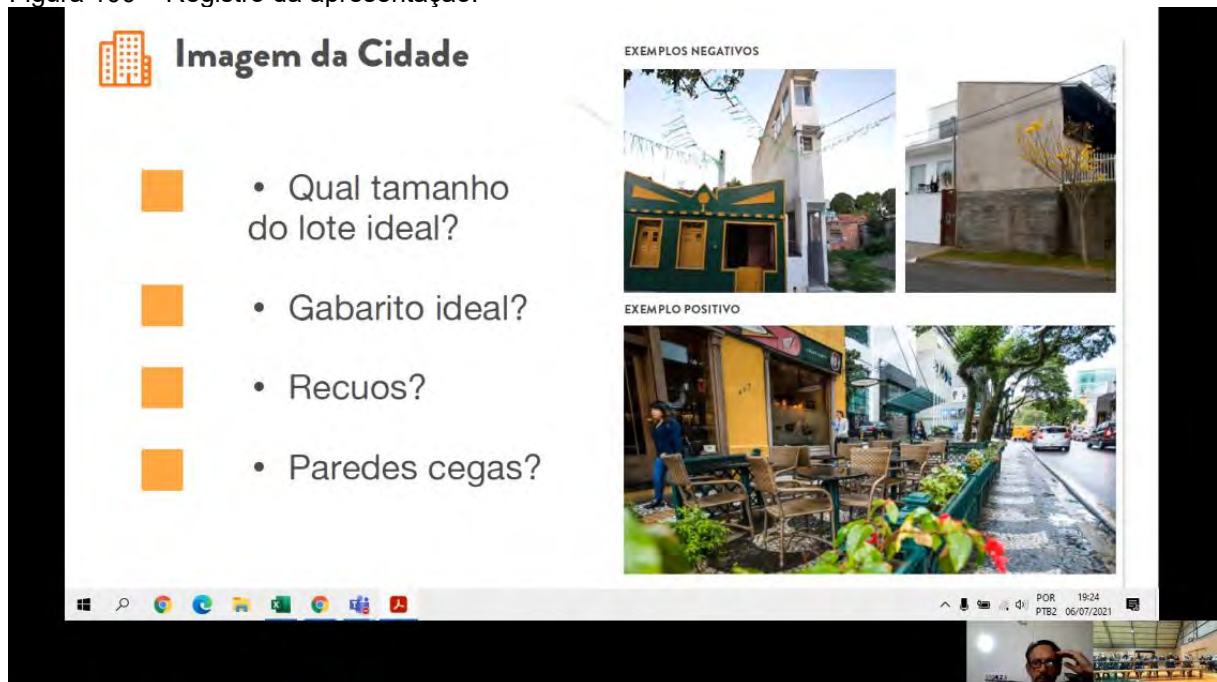 Imagem da Cidade
• Qual tamanho
do lote ideal?
• Gabarito ideal?
• Recuos?
• Paredes cegas?
EXEMPLOS NEGATIVOS
EXEMPLO POSITIVO
POR
PTB2
19:24
06/07/2021